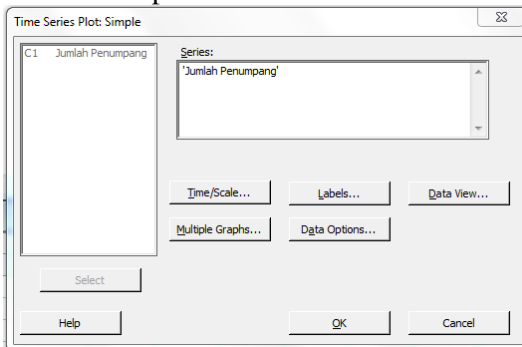 Time Series Plot: Simple
C1 Jumlah Penumpang
Series:
'Jumlah Penumpang'
Time/Scale...
Labels...
Data View...
Multiple Graphs...
Data Options...
Select
Help
OK
Cancel